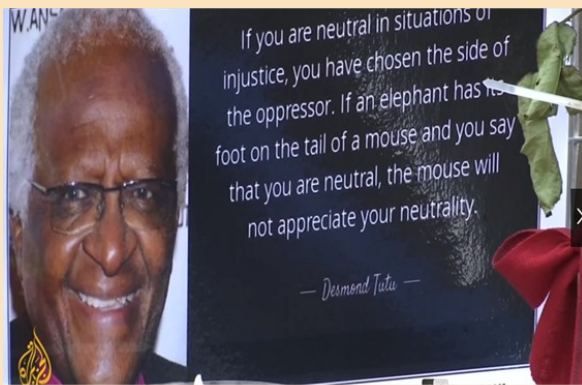 W.ANS
If you are neutral in situations of
injustice, you have chosen the side of
the oppressor. If an elephant has its
foot on the tail of a mouse and you say
that you are neutral, the mouse will
not appreciate your neutrality.
— Desmond Tutu —